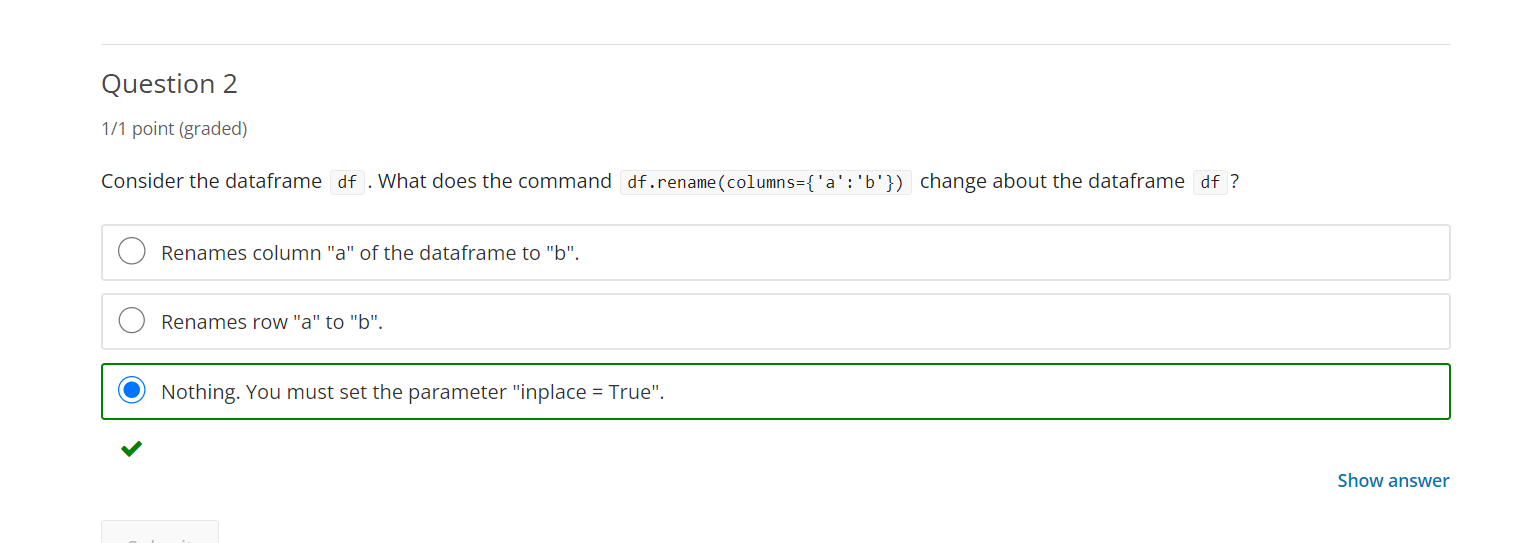 Question 2
1/1 point (graded)
Consider the dataframe df. What does the command df.rename(columns={'a':'b'}) change about the dataframe df?
Renames column "a" of the dataframe to "b".
Renames row "a" to "b".
Nothing. You must set the parameter "inplace = True".
Show answer